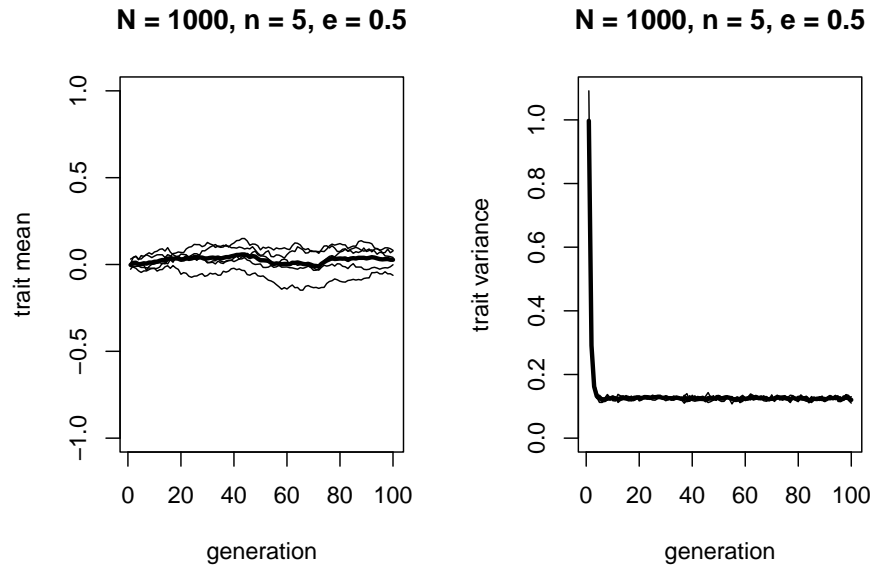 N = 1000, n = 5, e = 0.5
trait mean
1.0
0.5
0.0
−0.5
−1.0
0 20 40 60 80 100
generation
N = 1000, n = 5, e = 0.5
trait variance
1.0
0.8
0.6
0.4
0.2
0.0
0 20 40 60 80 100
generation